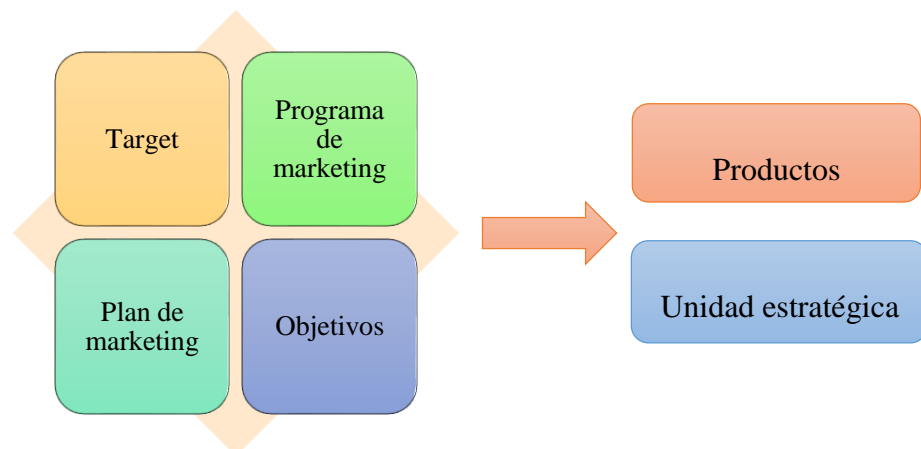 Target
Programa
de
marketing
Plan de
marketing
Objetivos
Productos
Unidad estratégica